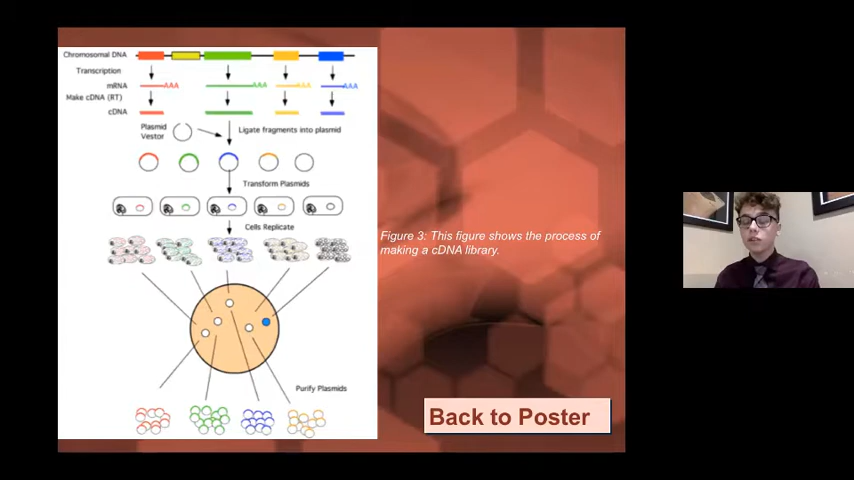 Chromosomal DNA
Transcription
mRNA
AAA
AAA
AAA
AAA
Make cDNA (RT)
cDNA
Plasmid
Vestor
Ligate fragments into plasmid
Transform Plasmids
Cells Replicate
Figure 3: This figure shows the process of
making a cDNA library.
Purify Plasmids
Back to Poster